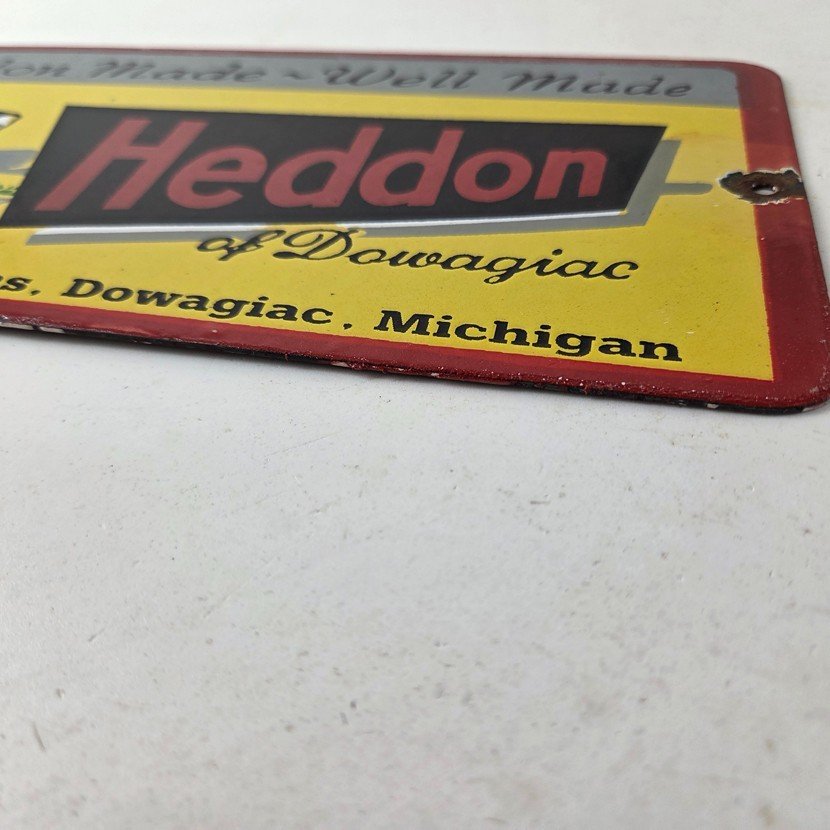 Made ~ Well Made
Heddon
of Dowagiac
Dowagiac, Michigan